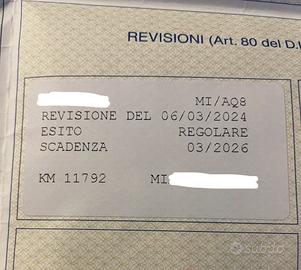 REVISIONI (Art. 80 del D.
MI/AQ8
REVISIONE DEL 06/03/2024
ESITO REGOLARE
SCADENZA 03/2026
KM 11792 MI
subito